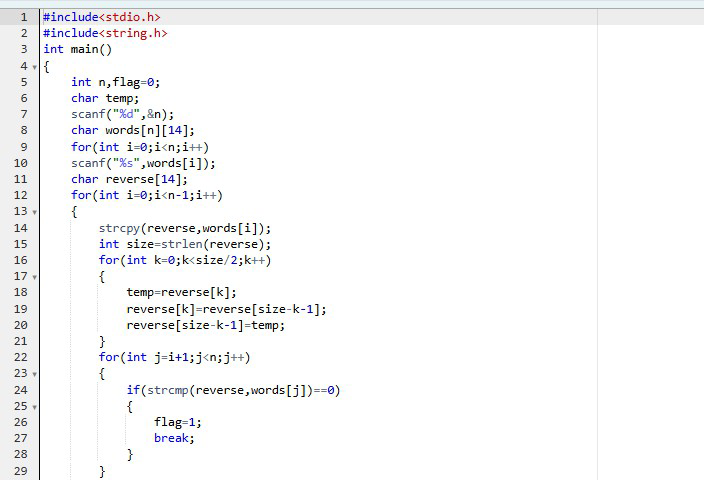 1 #include<stdio.h>
2 #include<string.h>
3 int main()
4 {
5     int n,flag=0;
6     char temp;
7     scanf("%d",&n);
8     char words[n][14];
9     for(int i=0;i<n;i++)
10     scanf("%s",words[i]);
11     char reverse[14];
12     for(int i=0;i<n-1;i++)
13     {
14         strcpy(reverse,words[i]);
15         int size=strlen(reverse);
16         for(int k=0;k<size/2;k++)
17         {
18             temp=reverse[k];
19             reverse[k]=reverse[size-k-1];
20             reverse[size-k-1]=temp;
21         }
22         for(int j=i+1;j<n;j++)
23         {
24             if(strcmp(reverse,words[j])==0)
25             {
26                 flag=1;
27                 break;
28             }
29         }